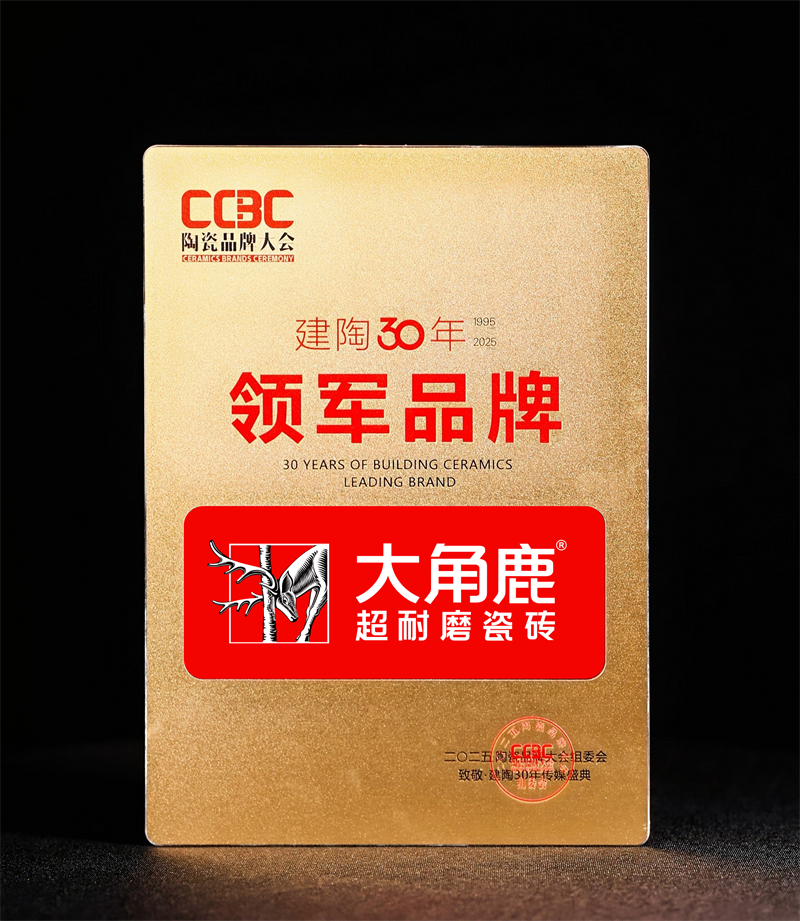 CCBC
陶瓷品牌大会
CERAMICS BRANDS CEREMONY
建陶30年 1995 2025
领军品牌
30 YEARS OF BUILDING CERAMICS
LEADING BRAND
大角鹿®
超耐磨瓷砖
二〇二五陶瓷品牌大会组委会
致敬·建陶30年传媒盛典
CCBC